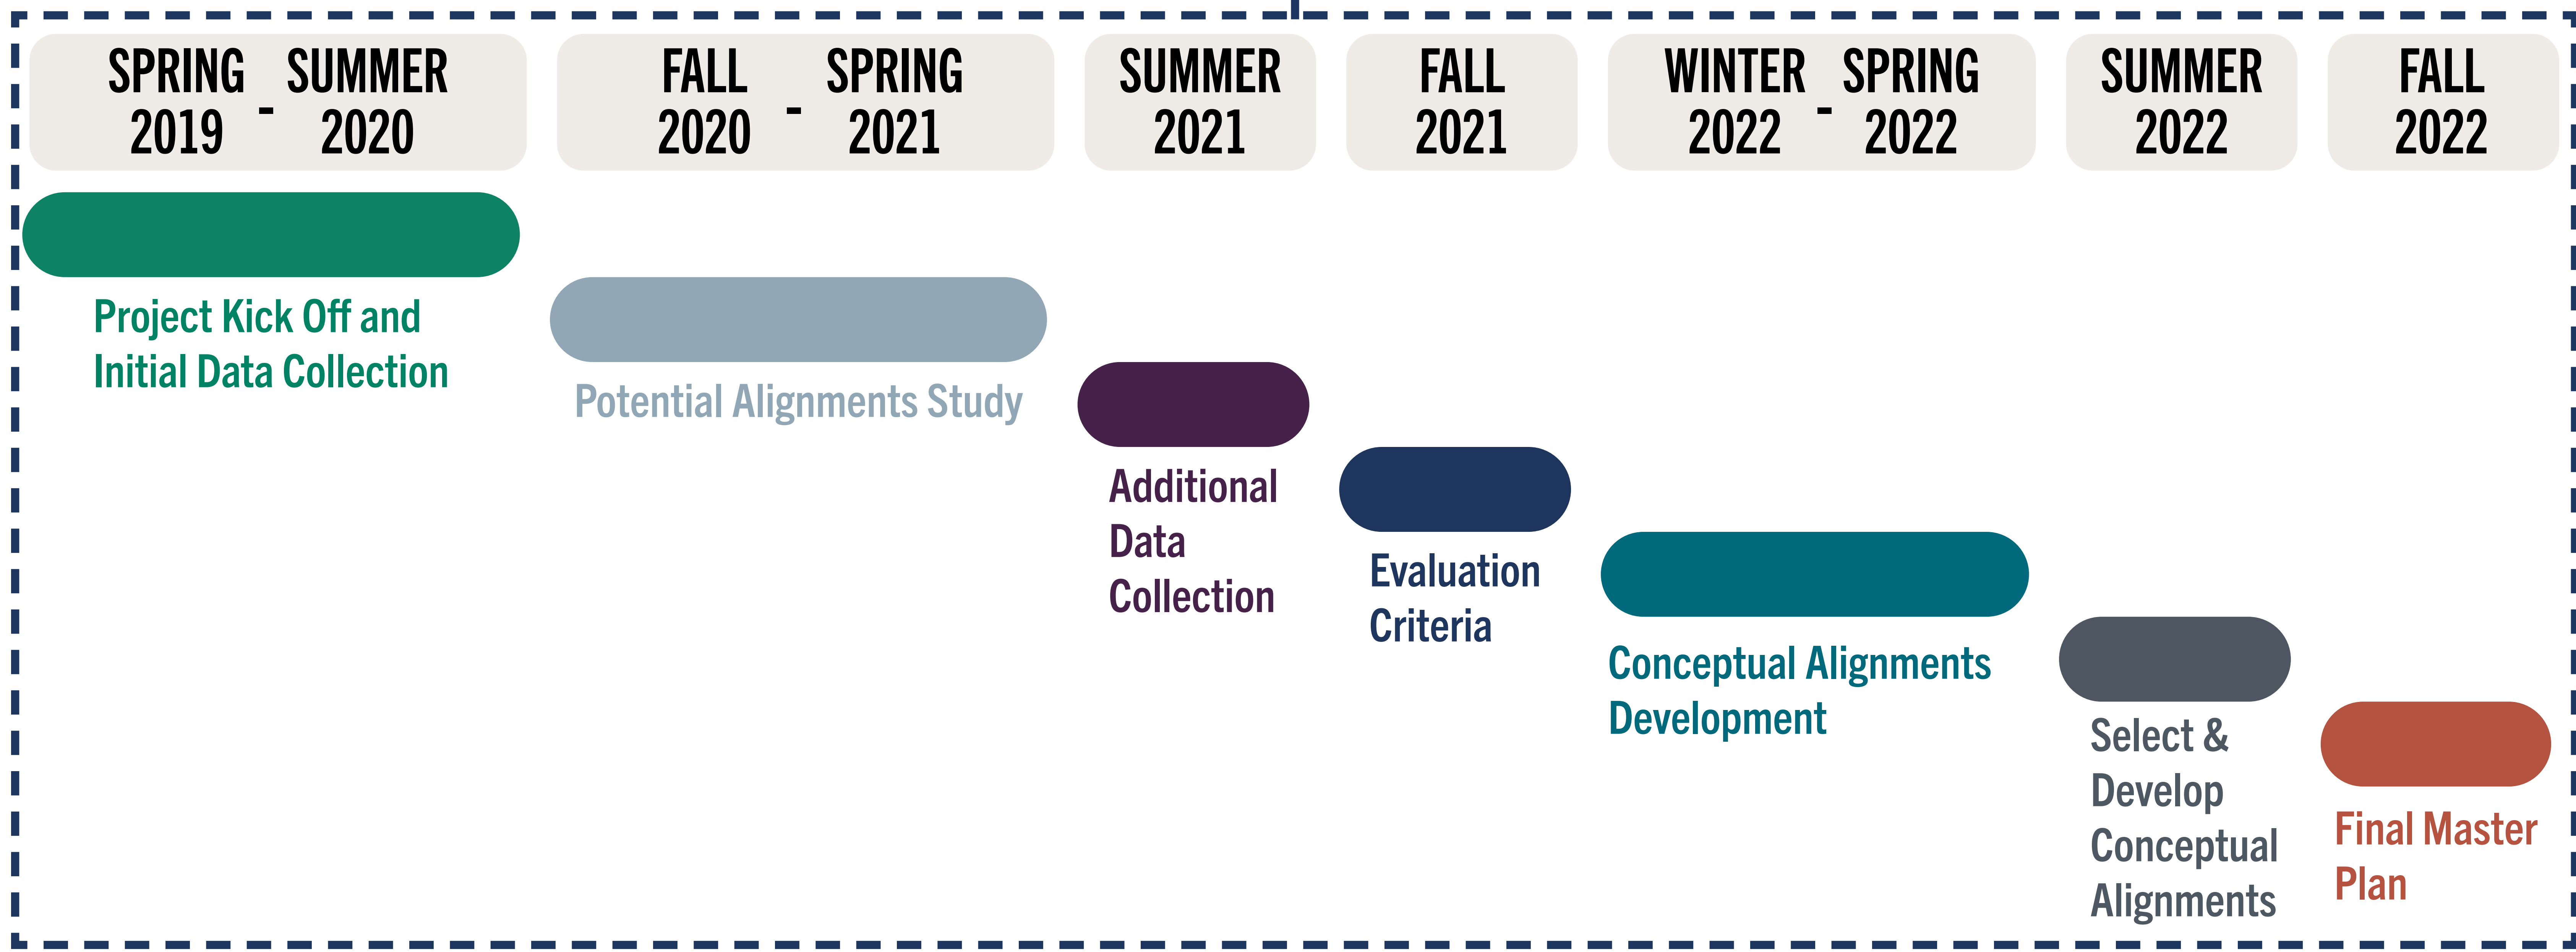 SPRING 2019 - SUMMER 2020
FALL 2020 - SPRING 2021
SUMMER 2021
FALL 2021
WINTER 2022 - SPRING 2022
SUMMER 2022
FALL 2022
Project Kick Off and
Initial Data Collection
Potential Alignments Study
Additional
Data
Collection
Evaluation
Criteria
Conceptual Alignments
Development
Select &
Develop
Conceptual
Alignments
Final Master
Plan